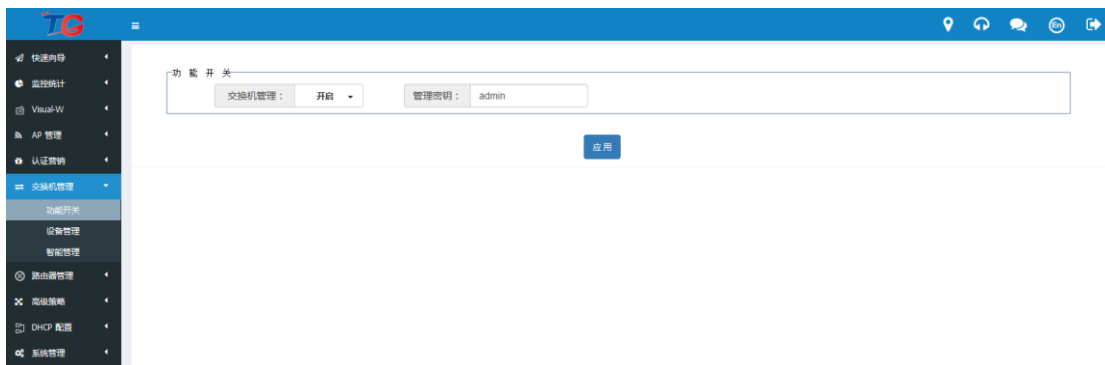 TG
En
快速向导
监控统计
Visual-W
AP 管理
认证营销
交换机管理
功能开关
设备管理
智能管理
路由器管理
高级策略
DHCP 配置
系统管理
功 能 开 关
交换机管理： 开启 管理密钥： admin
应用